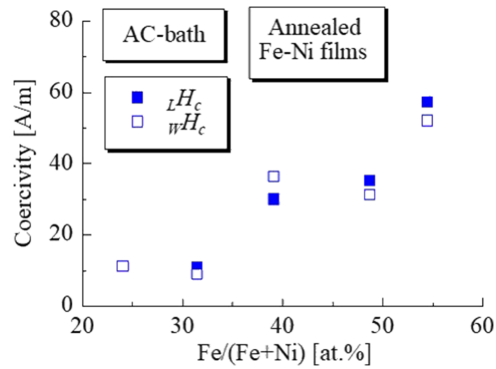 80
60
40
20
0
Coercivity [A/m]
AC-bath
Annealed
Fe-Ni films
LHc
WHc
20 30 40 50 60
Fe/(Fe+Ni) [at.%]